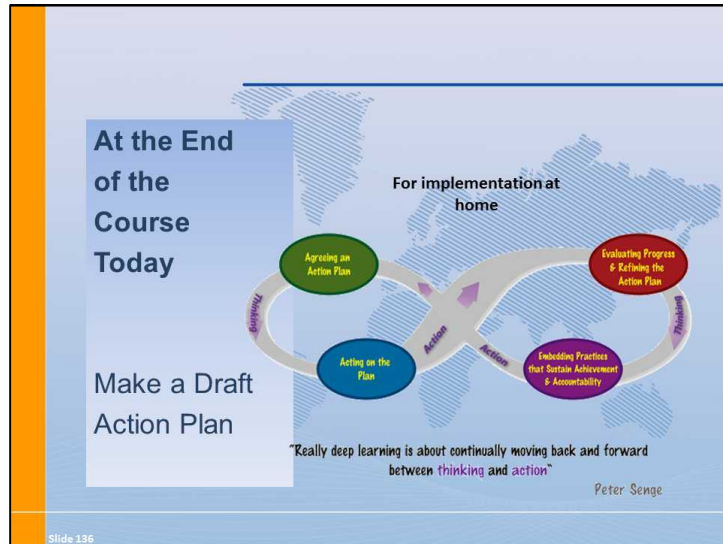 At the End
of the
Course
Today
Make a Draft
Action Plan
For implementation at
home
Agreeing an
Action Plan
Thinking
Acting on the
Plan
Action
Action
Evaluating Progress
& Refining the
Action Plan
Thinking
Embedding Practices
that Sustain Achievement
& Accountability
"Really deep learning is about continually moving back and forward
between thinking and action"
Peter Senge
Slide 136